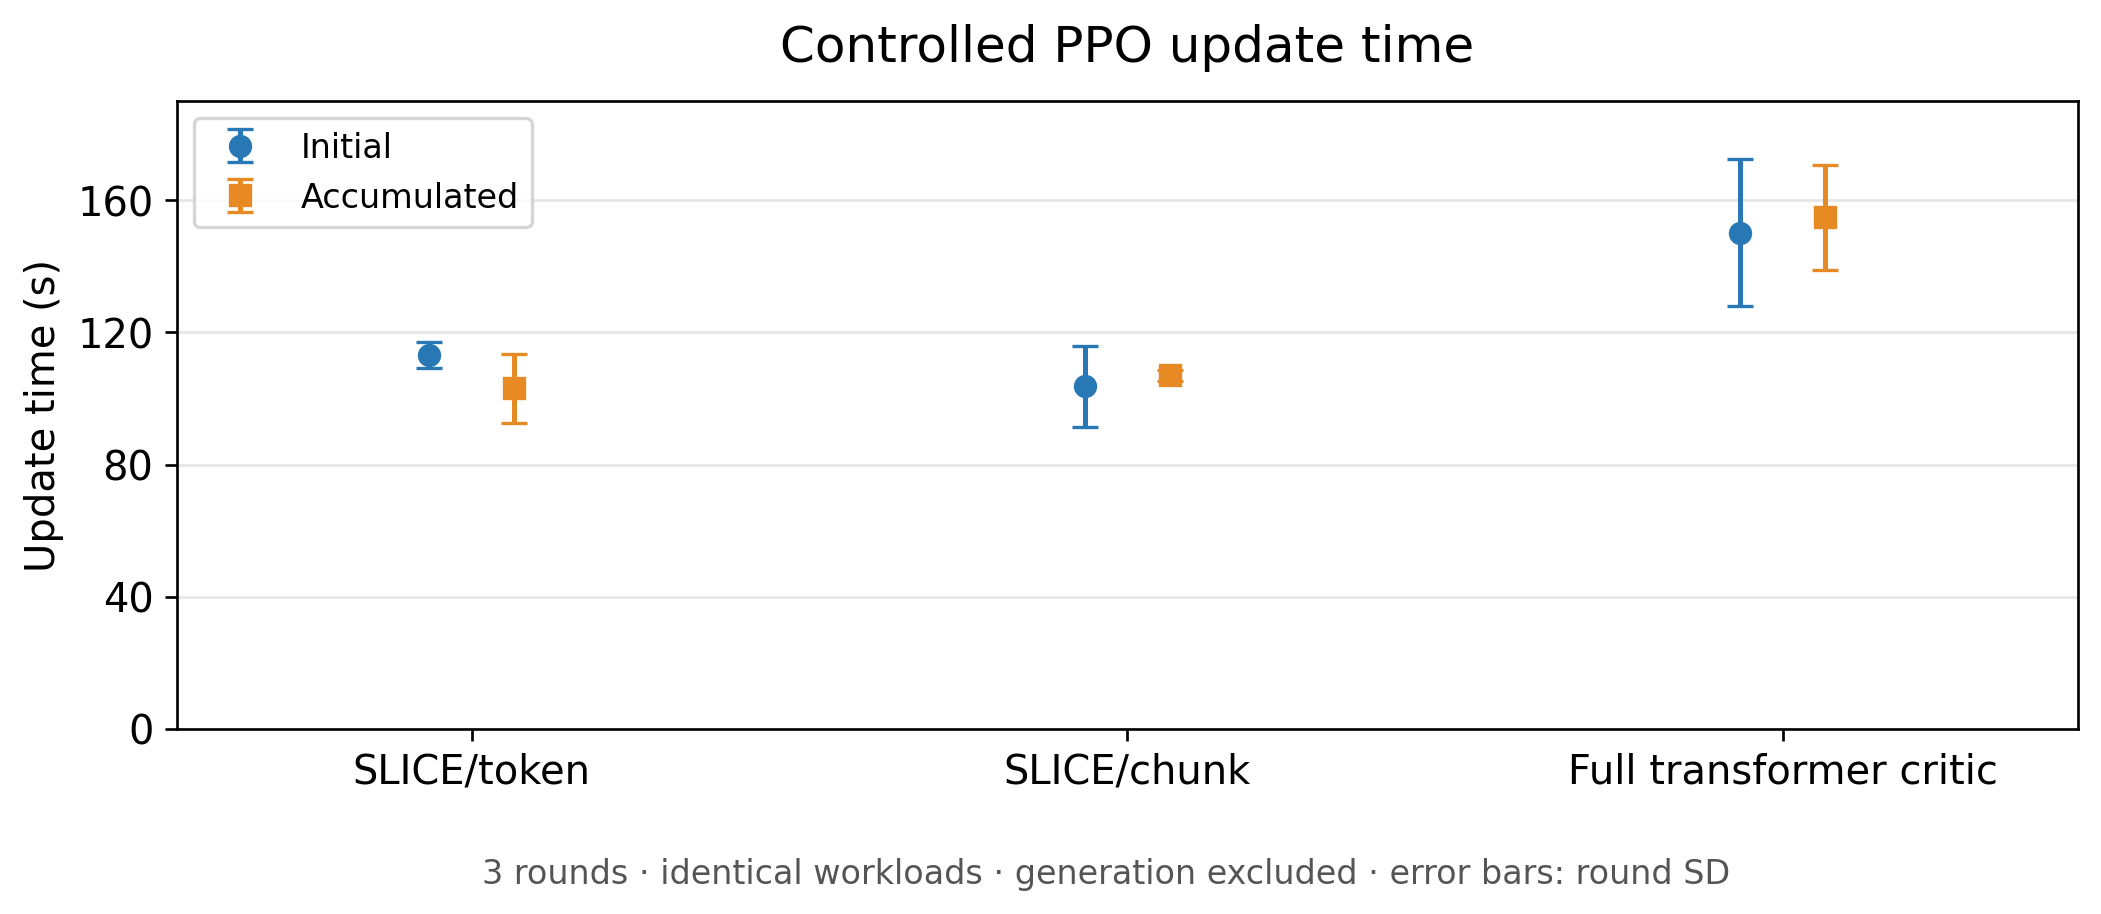 Controlled PPO update time
Initial
Accumulated
Update time (s)
160
120
80
40
0
SLICE/token
SLICE/chunk
Full transformer critic
3 rounds · identical workloads · generation excluded · error bars: round SD